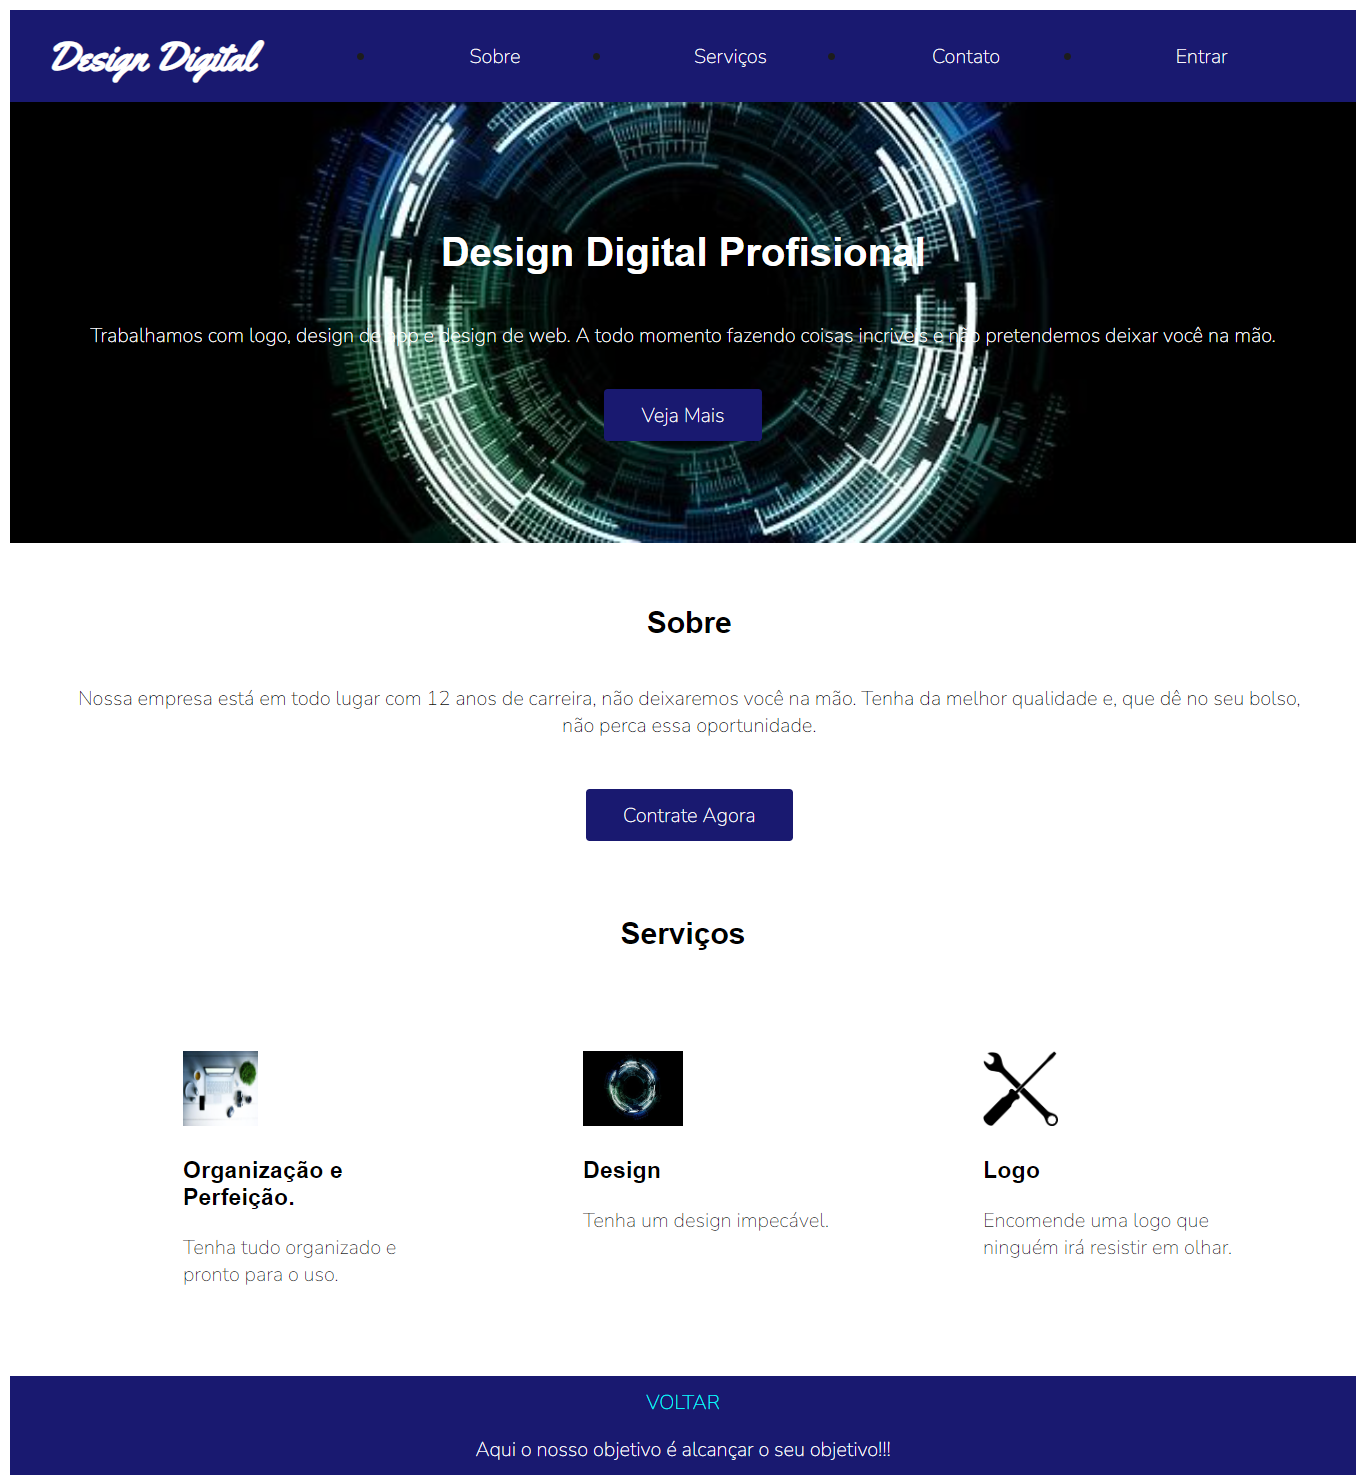 Design Digital
Sobre
Serviços
Contato
Entrar
Design Digital Profisional
Trabalhamos com logo, design de pop e design de web. A todo momento fazendo coisas incriveis e não pretendemos deixar você na mão.
Veja Mais
Sobre
Nossa empresa está em todo lugar com 12 anos de carreira, não deixaremos você na mão. Tenha da melhor qualidade e, que dê no seu bolso,
não perca essa oportunidade.
Contrate Agora
Serviços
Organização e
Perfeição.
Tenha tudo organizado e
pronto para o uso.
Design
Tenha um design impecável.
Logo
Encomende uma logo que
ninguém irá resistir em olhar.
VOLTAR
Aqui o nosso objetivo é alcançar o seu objetivo!!!